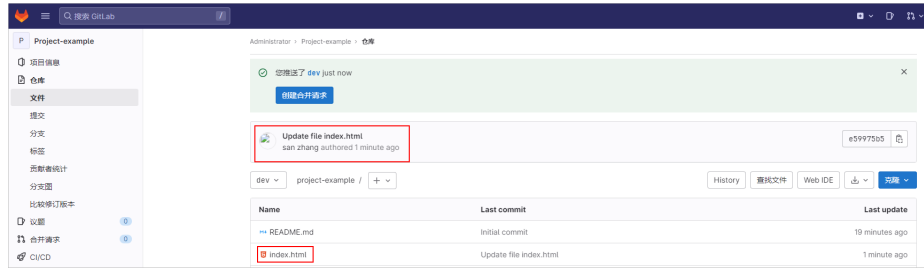 搜索 GitLab
/
P Project-example
项目信息
仓库
文件
提交
分支
标签
贡献者统计
分支图
比较修订版本
议题 0
合并请求 0
CI/CD
Administrator > Project-example > 仓库
您推送了 dev just now
创建合并请求
Update file index.html
san zhang authored 1 minute ago
e59975b5
dev project-example / +
History 查找文件 Web IDE 克隆
Name Last commit Last update
README.md Initial commit 19 minutes ago
index.html Update file index.html 1 minute ago